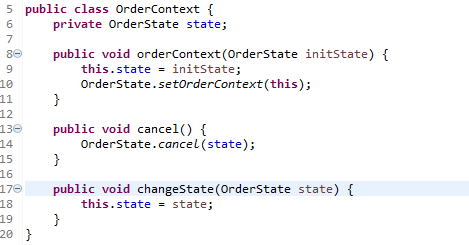 5 public class OrderContext {
6     private OrderState state;
7
8     public void orderContext(OrderState initState) {
9         this.state = initState;
10         OrderState.setOrderContext(this);
11     }
12
13     public void cancel() {
14         OrderState.cancel(state);
15     }
16
17     public void changeState(OrderState state) {
18         this.state = state;
19     }
20 }